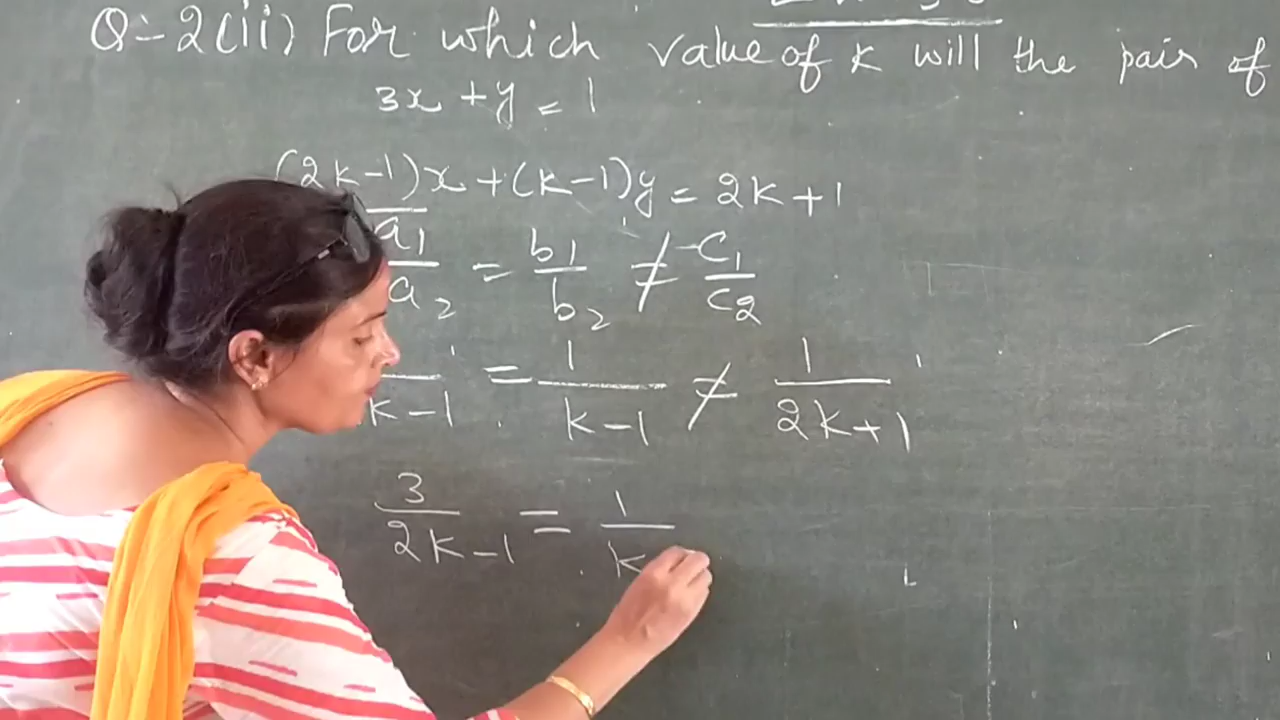 Q-2(ii) For which value of K will the pair of
3x + y = 1
(2k-1)x + (k-1)y = 2k+1
a1/a2 = b1/b2 ≠ -c1/c2
k-1 = 1/k-1 ≠ 1/2k+1
3/2k-1 = 1/k